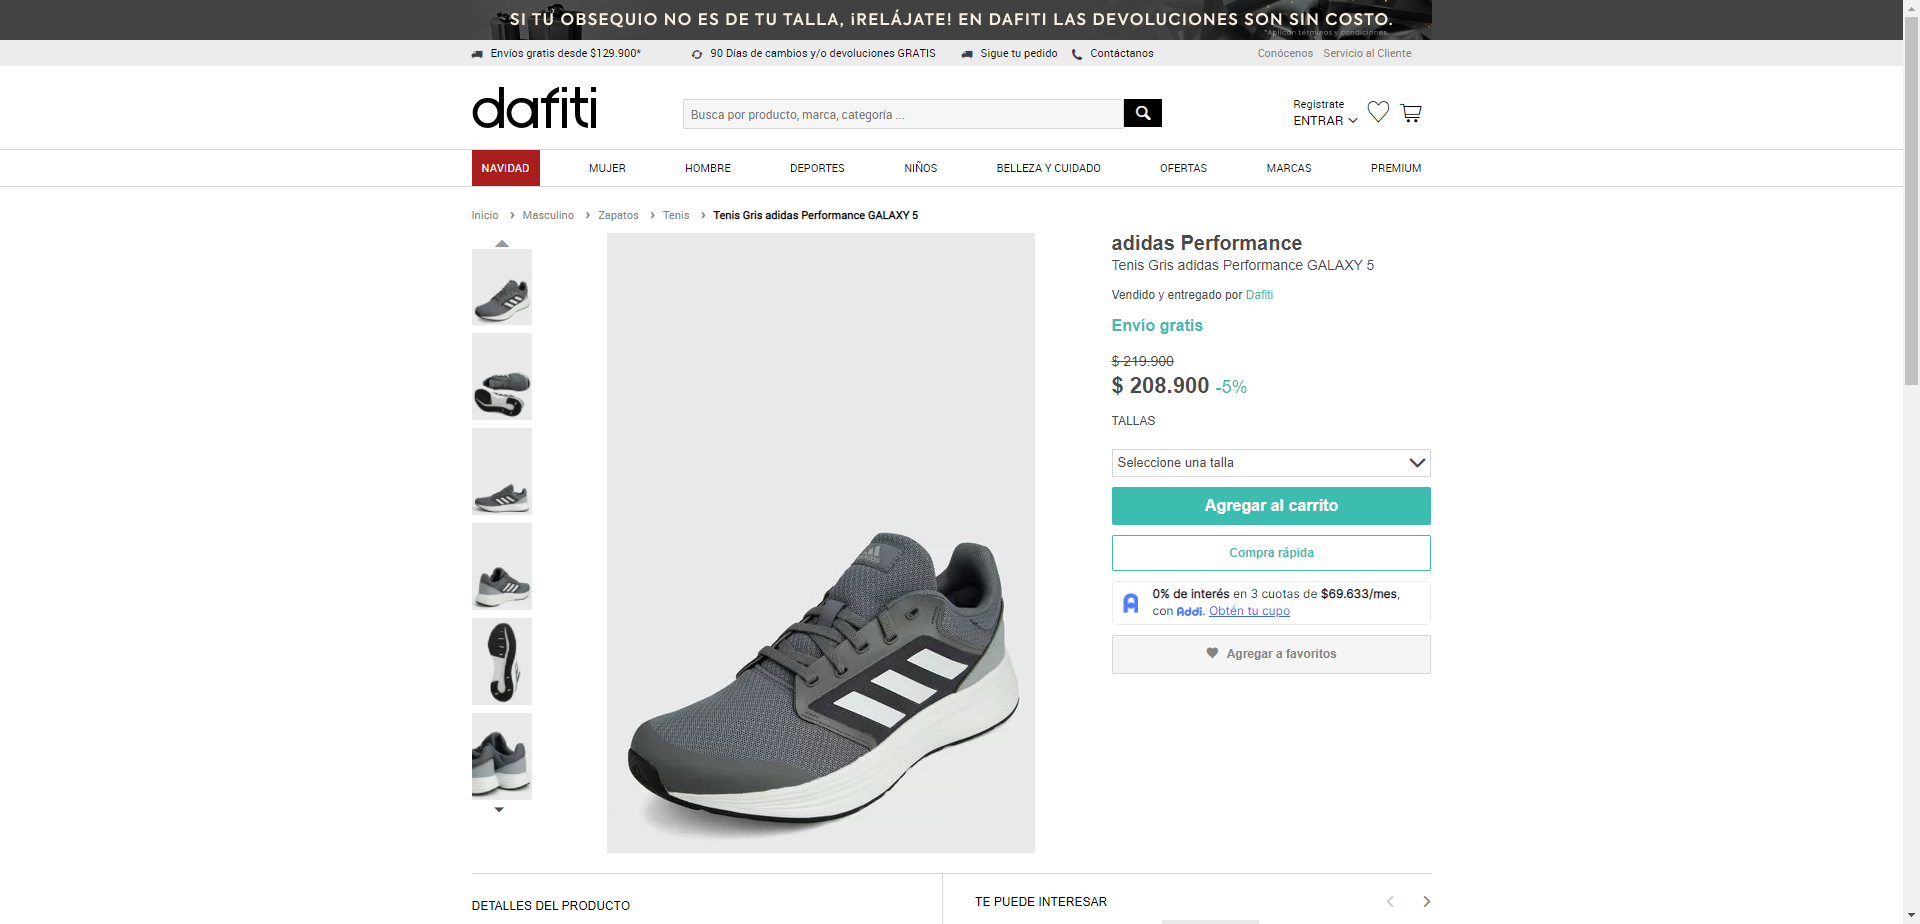 SI TU OBSEQUIO NO ES DE TU TALLA, ¡RELÁJATE! EN DAFITI LAS DEVOLUCIONES SON SIN COSTO.
*Aplican términos y condiciones.
Envíos gratis desde $129.900*
90 Días de cambios y/o devoluciones GRATIS
Sigue tu pedido
Contáctanos
Conócenos
Servicio al Cliente
dafiti
Busca por producto, marca, categoría ...
Registrate
ENTRAR
NAVIDAD
MUJER
HOMBRE
DEPORTES
NIÑOS
BELLEZA Y CUIDADO
OFERTAS
MARCAS
PREMIUM
Inicio › Masculino › Zapatos › Tenis › Tenis Gris adidas Performance GALAXY 5
adidas Performance
Tenis Gris adidas Performance GALAXY 5
Vendido y entregado por Dafiti
Envío gratis
$ 219.900
$ 208.900 -5%
TALLAS
Seleccione una talla
Agregar al carrito
Compra rápida
0% de interés en 3 cuotas de $69.633/mes,
con Addi. Obtén tu cupo
Agregar a favoritos
DETALLES DEL PRODUCTO
TE PUEDE INTERESAR